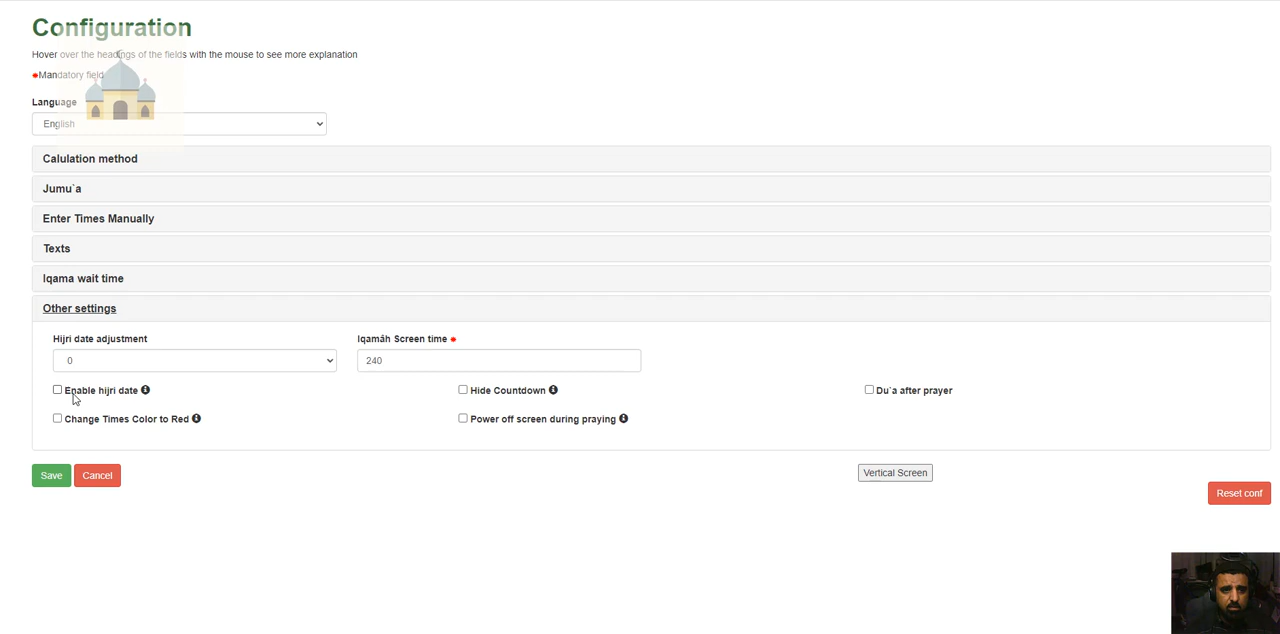 Configuration
Hover over the headings of the fields with the mouse to see more explanation
*Mandatory field
Language
English
Calulation method
Jumu`a
Enter Times Manually
Texts
Iqama wait time
Other settings
Hijri date adjustment
Iqamáh Screen time *
0
240
Enable hijri date
Hide Countdown
Du`a after prayer
Change Times Color to Red
Power off screen during praying
Save
Cancel
Vertical Screen
Reset conf